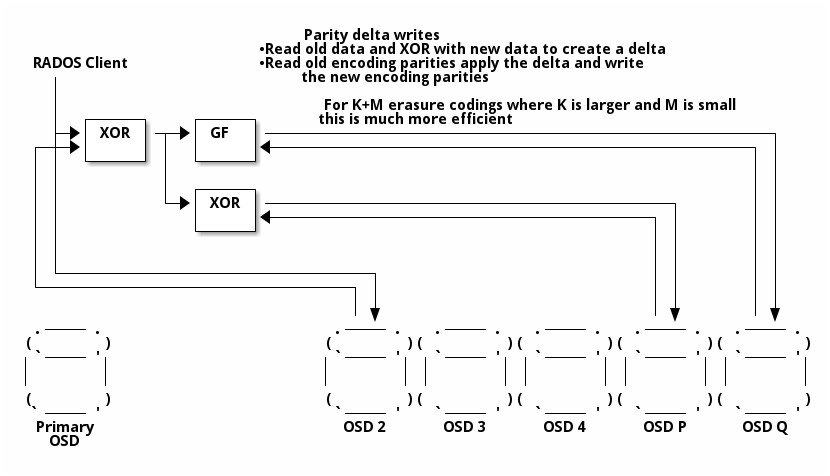 Parity delta writes
•Read old data and XOR with new data to create a delta
•Read old encoding parities apply the delta and write
the new encoding parities
RADOS Client
For K+M erasure codings where K is larger and M is small
this is much more efficient
XOR
GF
XOR
Primary
OSD
OSD 2
OSD 3
OSD 4
OSD P
OSD Q